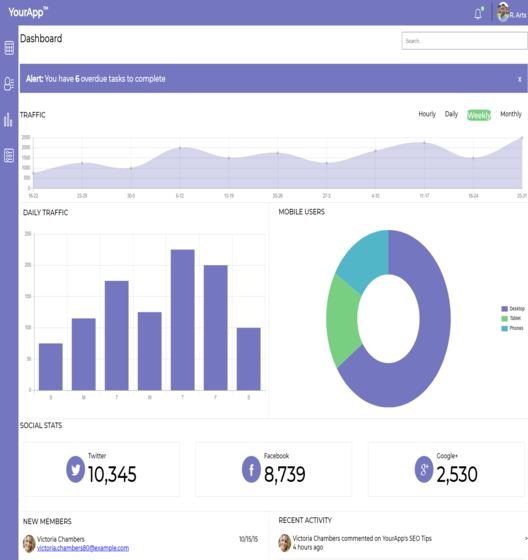 YourApp™
R. Arts
Dashboard
Search...
Alert: You have 6 overdue tasks to complete
x
TRAFFIC
Hourly Daily Weekly Monthly
2500
2000
1500
1000
500
0
16-22 23-29 30-5 6-12 13-19 20-26 27-3 4-10 11-17 18-24 25-31
DAILY TRAFFIC
250
200
150
100
50
0
S M T W T F S
MOBILE USERS
Desktop
Tablet
Phones
SOCIAL STATS
Twitter
10,345
f
Facebook
8,739
g+
Google+
2,530
NEW MEMBERS
Victoria Chambers
10/15/15
victoria.chambers80@example.com
RECENT ACTIVITY
Victoria Chambers commented on YourApp's SEO Tips
4 hours ago
>